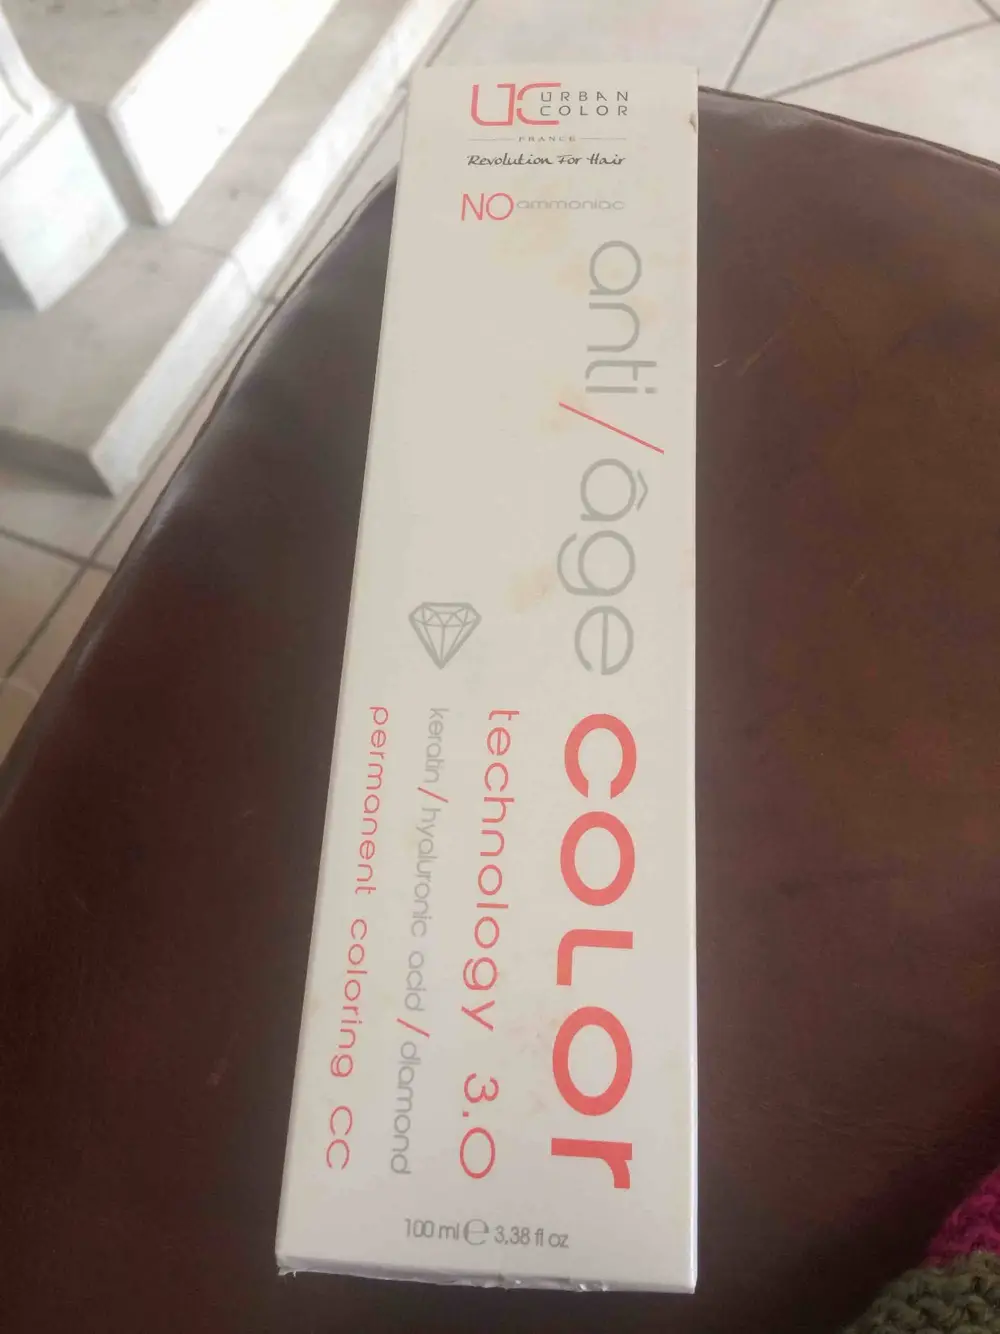 UC URBAN
COLOR
FRANCE
Revolution For Hair
NO ammoniac
anti/âge color
technology 3.0
keratin/hyaluronic acid/diamond
permanent coloring CC
100 ml e 3,38 fl oz